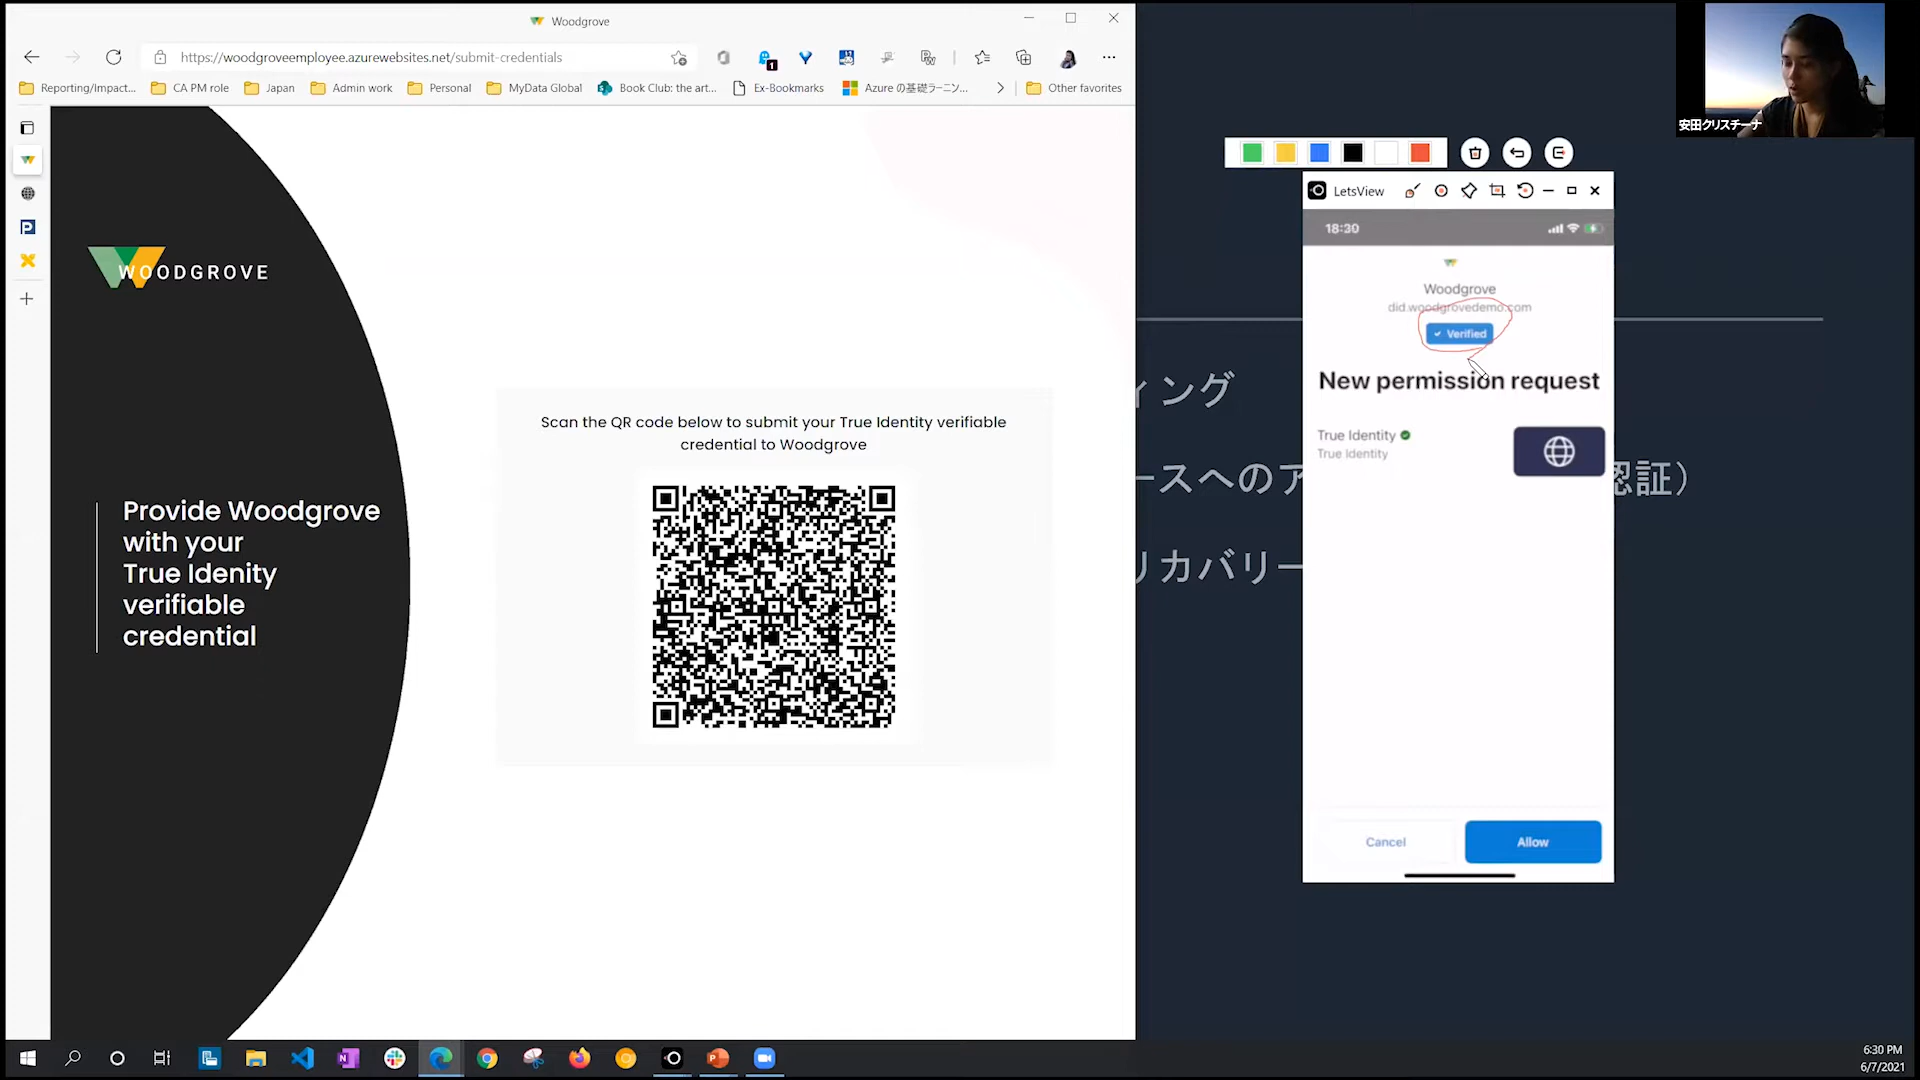 Woodgrove
https://woodgroveemployee.azurewebsites.net/submit-credentials
1
Reporting/Impact...
CA PM role
Japan
Admin work
Personal
MyData Global
Book Club: the art...
Ex-Bookmarks
Azure の基礎ラーニン...
Other favorites
WOODGROVE
Provide Woodgrove
with your
True Idenity
verifiable
credential
Scan the QR code below to submit your True Identity verifiable
credential to Woodgrove
安田クリスチーナ
LetsView
18:30
Woodgrove
did.woodgrovedemo.com
Verified
New permission request
True Identity
True Identity
Cancel
Allow
ィング
ースへのア
認証）
リカバリー
6:30 PM
6/7/2021